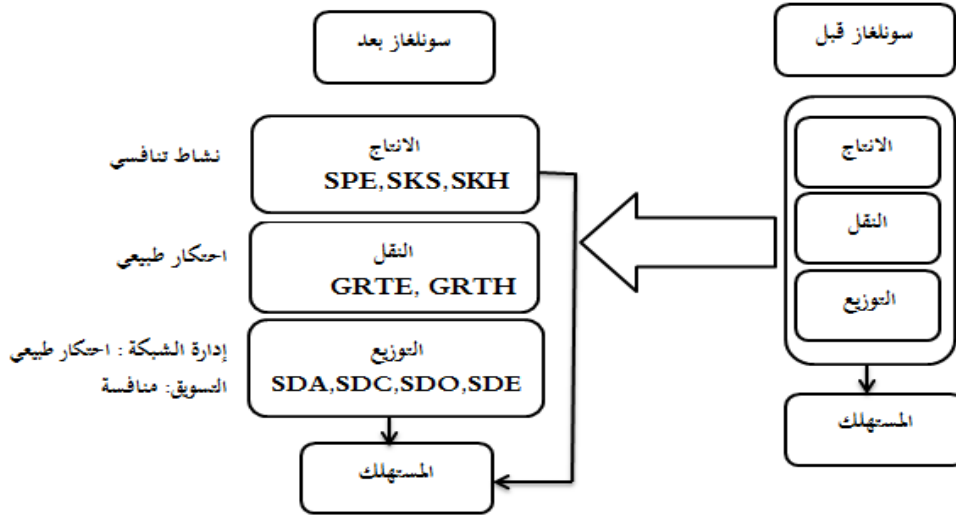 سونلغاز قبل
الانتاج
النقل
التوزيع
المستهلك
سونلغاز بعد
نشاط تنافسي
الانتاج
SPE,SKS,SKH
احتكار طبيعي
النقل
GRTE, GRTH
إدارة الشبكة : احتكار طبيعي
التسويق: منافسة
التوزيع
SDA,SDC,SDO,SDE
المستهلك